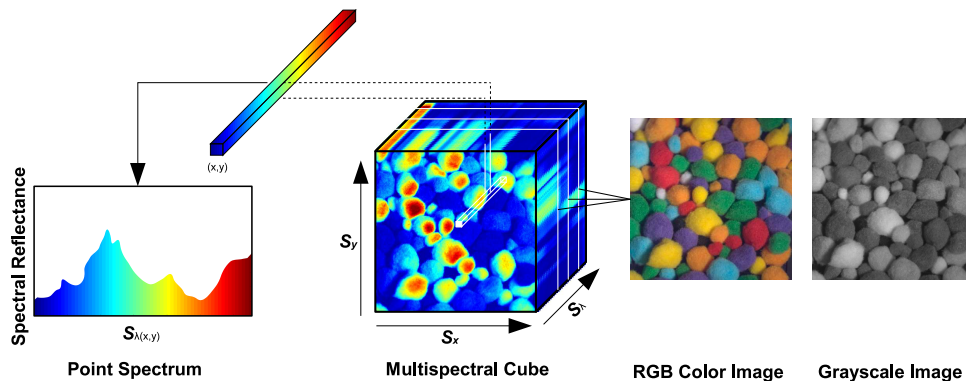 (x,y)
Spectral Reflectance
Sλ(x,y)
Sy
Sx
Sλ
Point Spectrum
Multispectral Cube
RGB Color Image
Grayscale Image